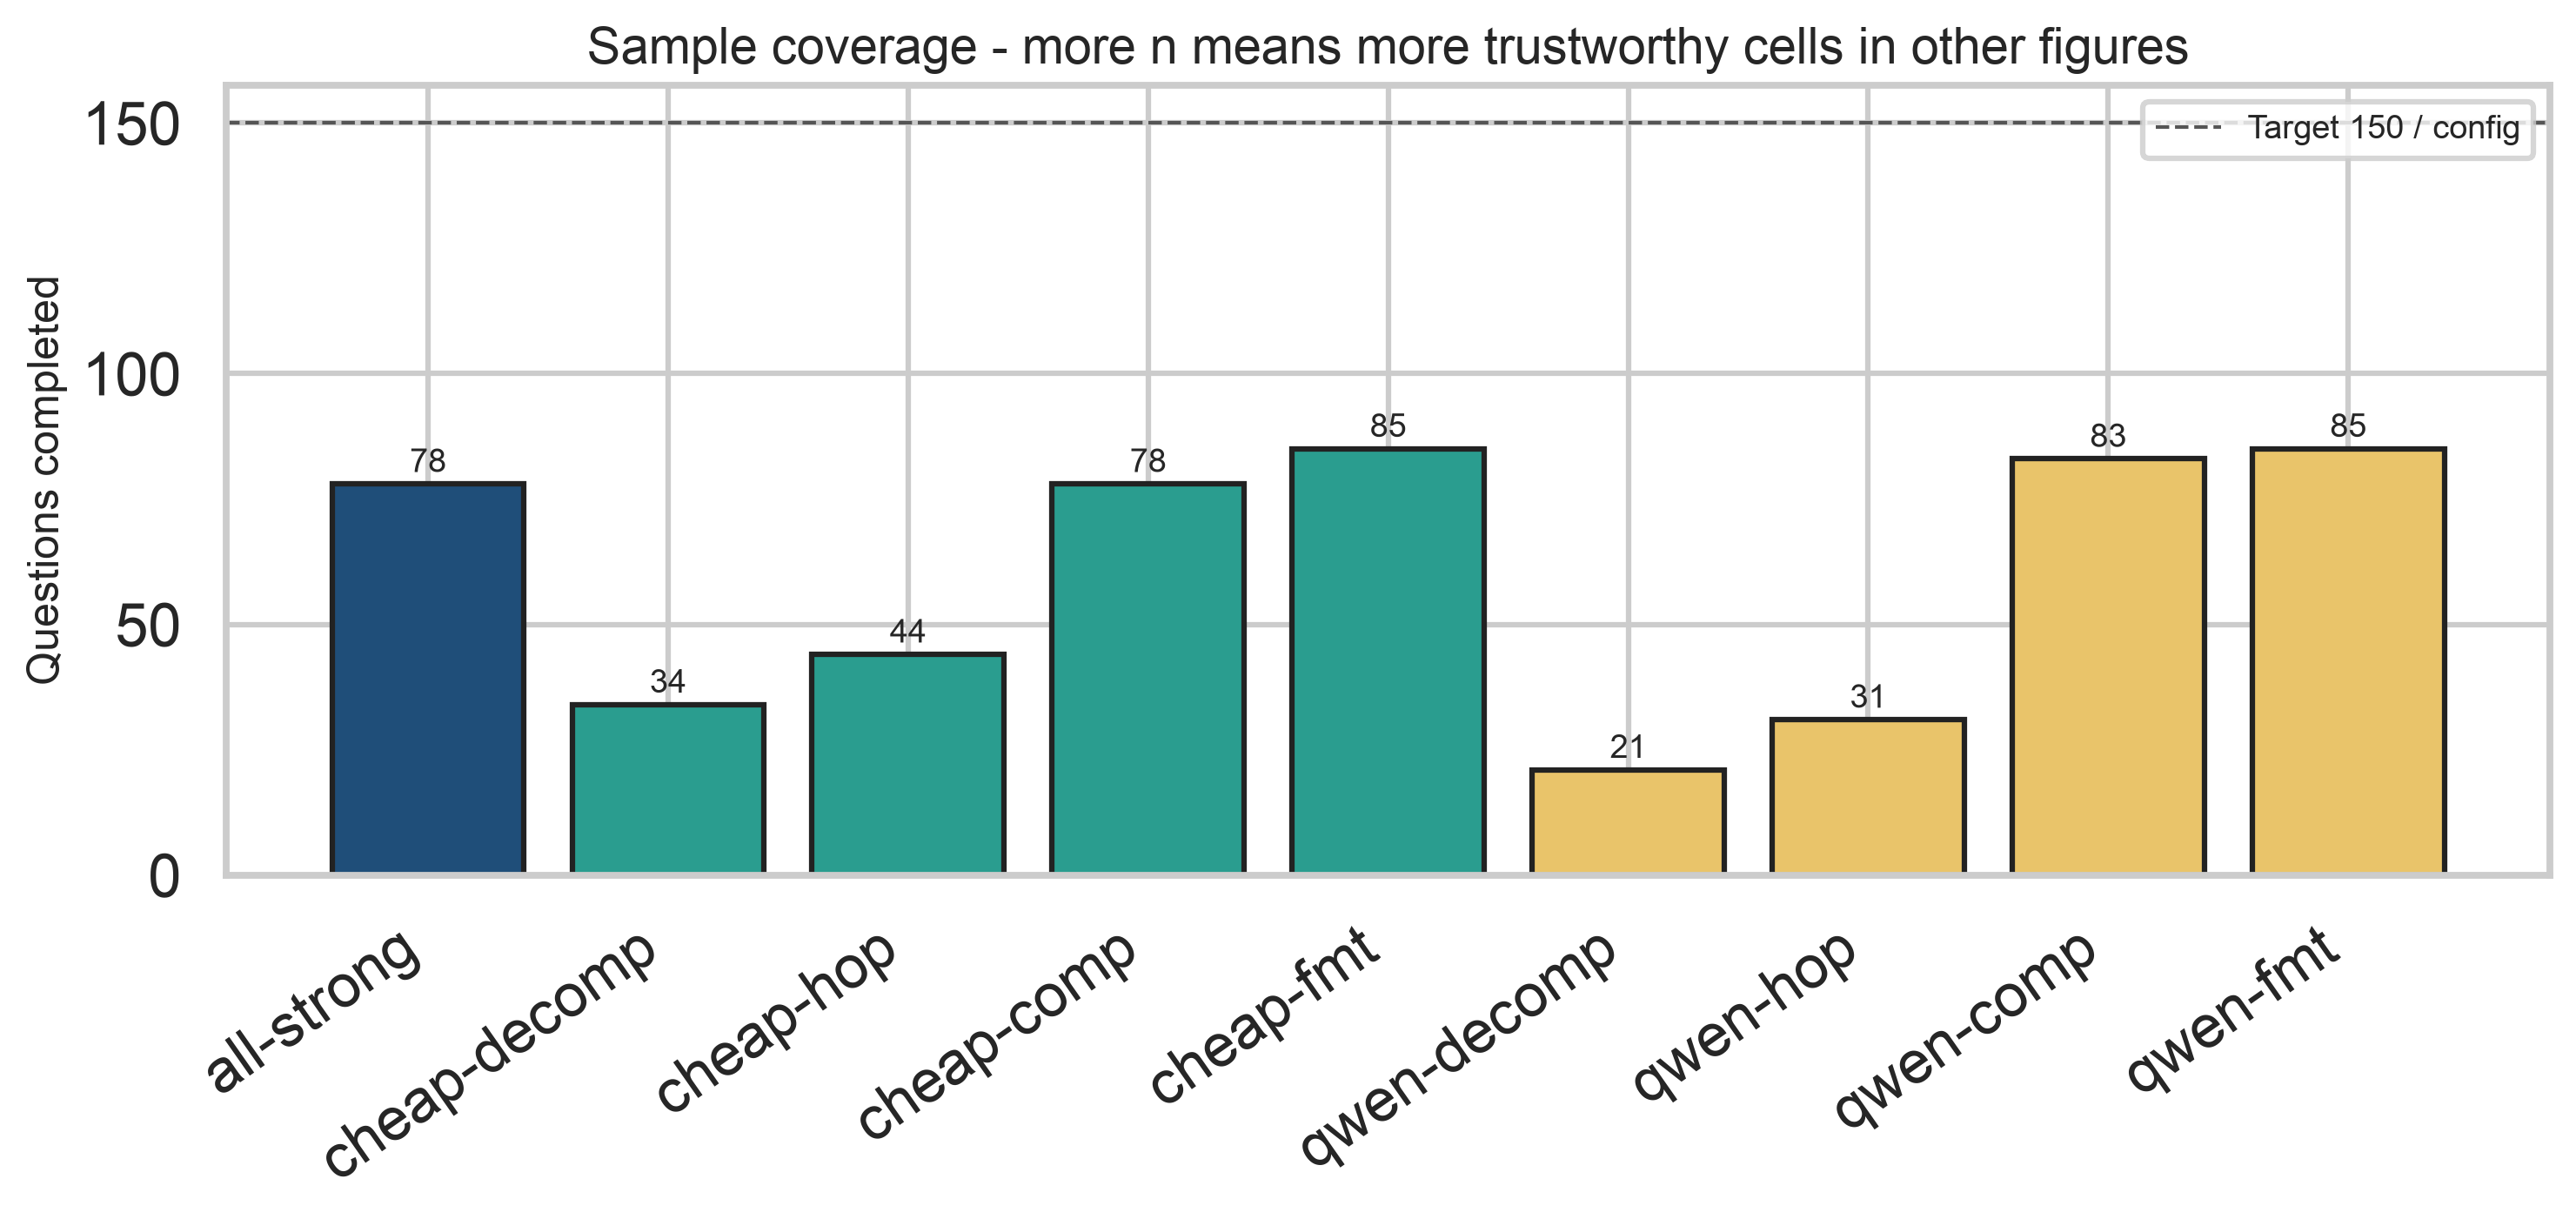 Sample coverage - more n means more trustworthy cells in other figures
Target 150 / config
Questions completed
150
100
50
0
78
34
44
78
85
21
31
83
85
all-strong
cheap-decomp
cheap-hop
cheap-comp
cheap-fmt
qwen-decomp
qwen-hop
qwen-comp
qwen-fmt